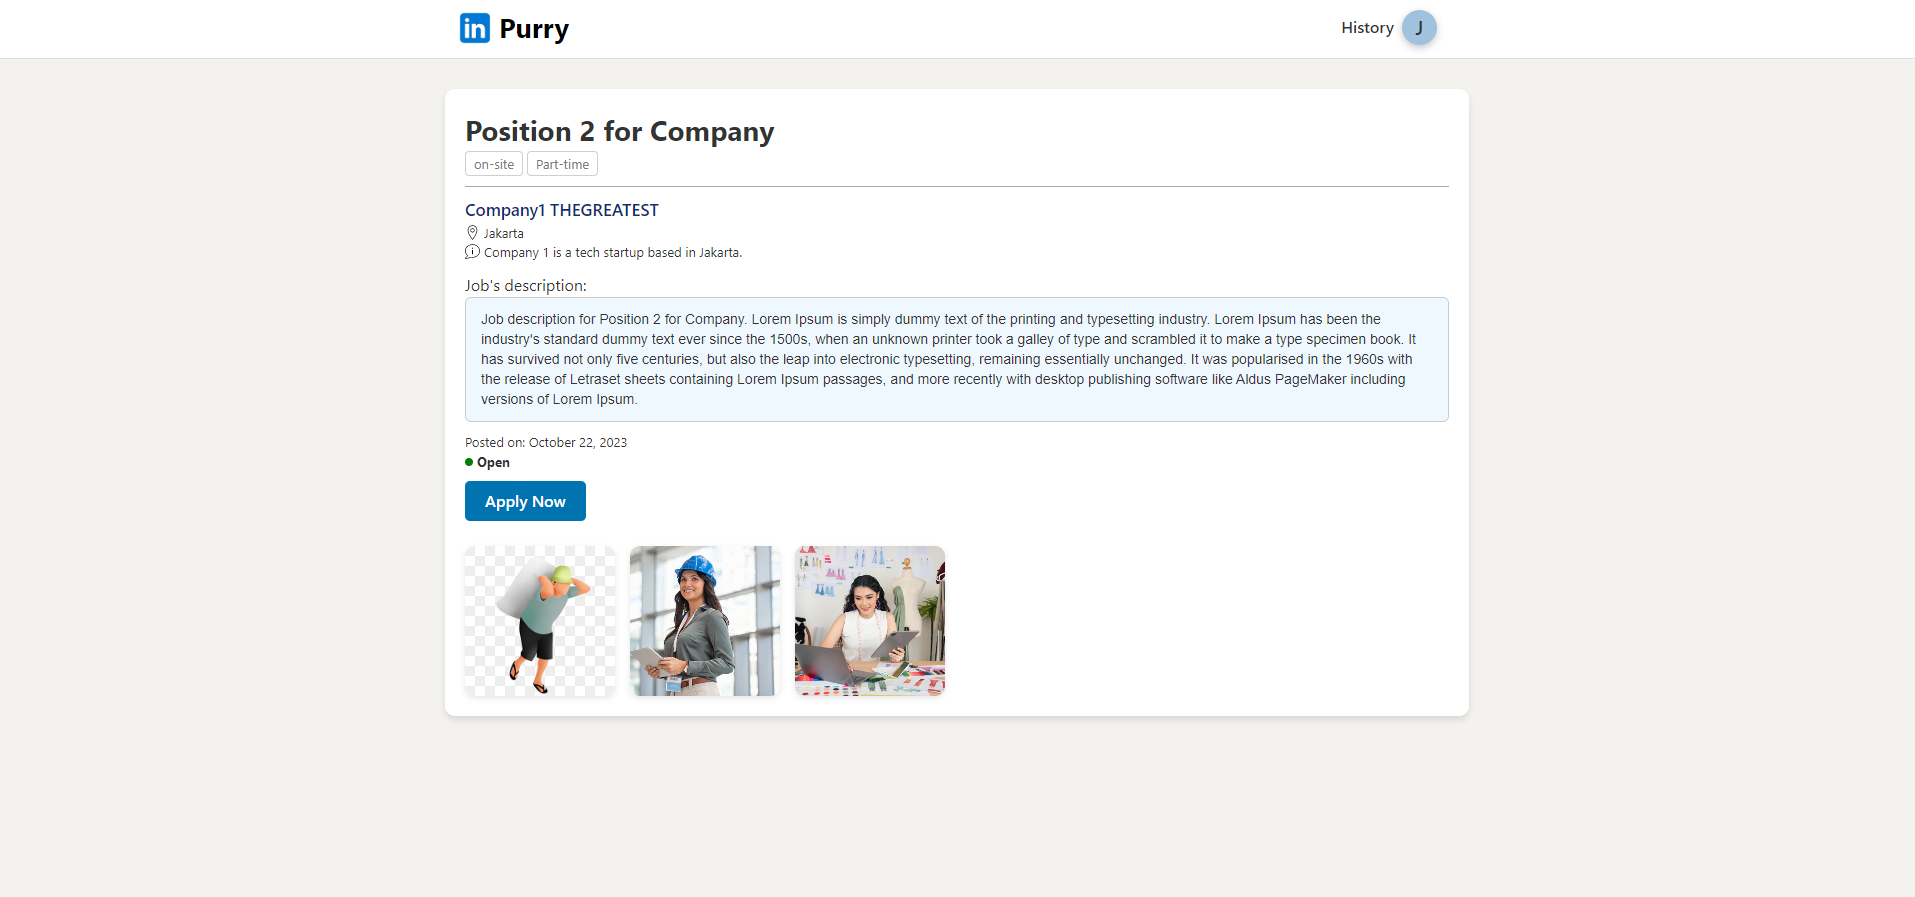 in Purry
History J
Position 2 for Company
on-site Part-time
Company1 THEGREATEST
Jakarta
Company 1 is a tech startup based in Jakarta.
Job's description:
Job description for Position 2 for Company. Lorem Ipsum is simply dummy text of the printing and typesetting industry. Lorem Ipsum has been the
industry's standard dummy text ever since the 1500s, when an unknown printer took a galley of type and scrambled it to make a type specimen book. It
has survived not only five centuries, but also the leap into electronic typesetting, remaining essentially unchanged. It was popularised in the 1960s with
the release of Letraset sheets containing Lorem Ipsum passages, and more recently with desktop publishing software like Aldus PageMaker including
versions of Lorem Ipsum.
Posted on: October 22, 2023
Open
Apply Now